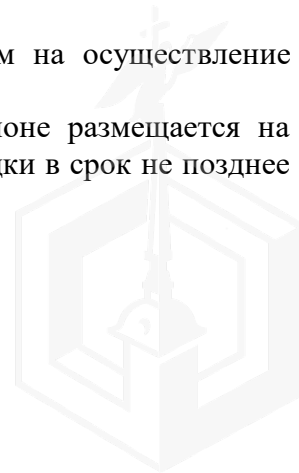 м на осуществление
оне размещается на
дки в срок не позднее